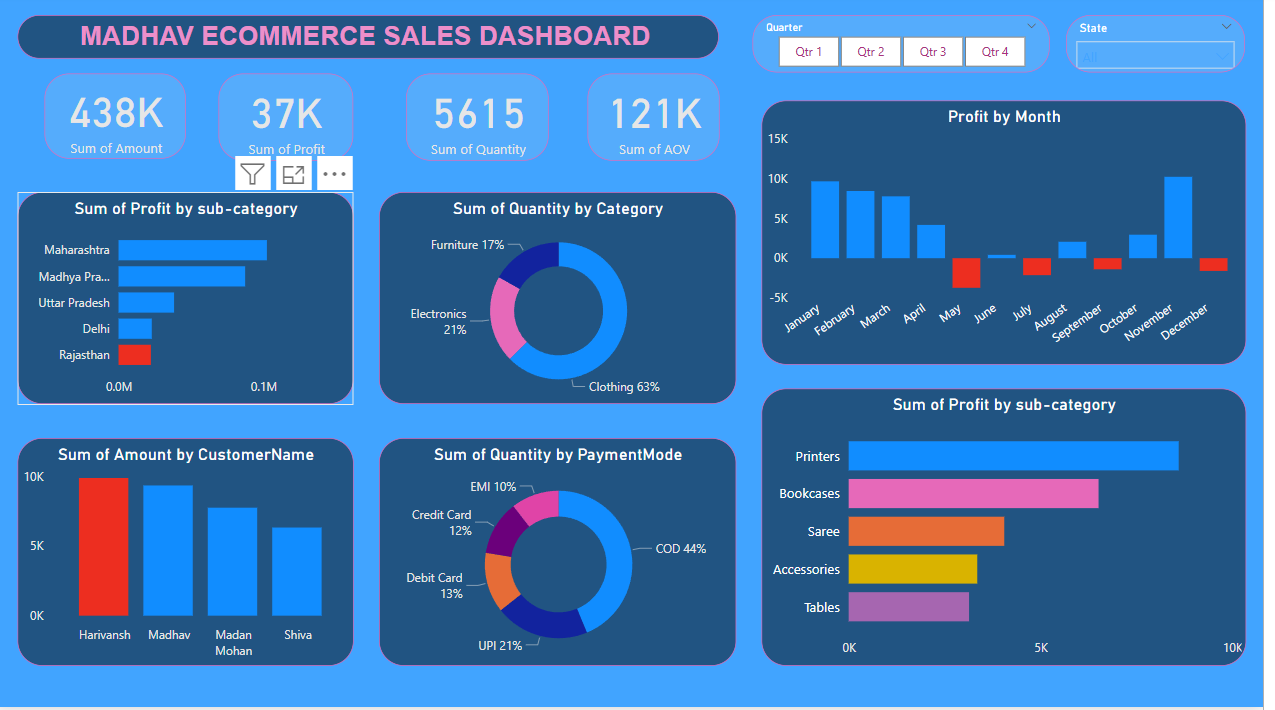 MADHAV ECOMMERCE SALES DASHBOARD
Quarter
Qtr 1
Qtr 2
Qtr 3
Qtr 4
State
All
438K
Sum of Amount
37K
Sum of Profit
5615
Sum of Quantity
121K
Sum of AOV
Sum of Profit by sub-category
Maharashtra
Madhya Pra...
Uttar Pradesh
Delhi
Rajasthan
0.0M
0.1M
Sum of Quantity by Category
Furniture 17%
Electronics
21%
Clothing 63%
Profit by Month
15K
10K
5K
0K
-5K
January
February
March
April
May
June
July
August
September
October
November
December
Sum of Amount by CustomerName
10K
5K
0K
Harivansh
Madhav
Madan
Mohan
Shiva
Sum of Quantity by PaymentMode
EMI 10%
Credit Card
12%
Debit Card
13%
UPI 21%
COD 44%
Sum of Profit by sub-category
Printers
Bookcases
Saree
Accessories
Tables
0K
5K
10K